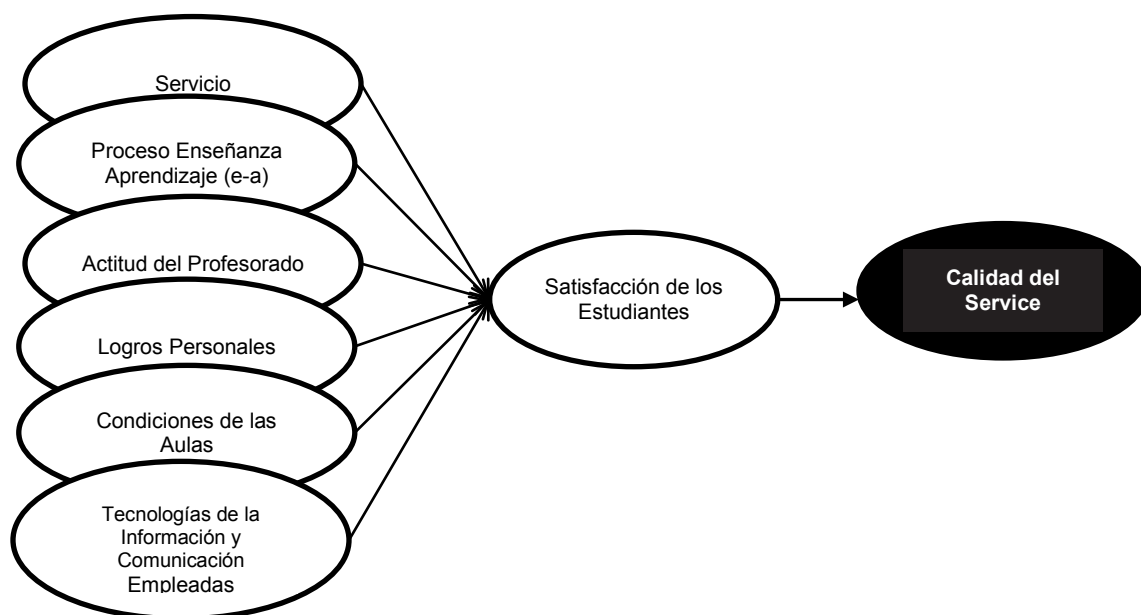 Servicio
Proceso Enseñanza
Aprendizaje (e-a)
Actitud del Profesorado
Logros Personales
Condiciones de las
Aulas
Tecnologías de la
Información y
Comunicación
Empleadas
Satisfacción de los
Estudiantes
Calidad del
Service